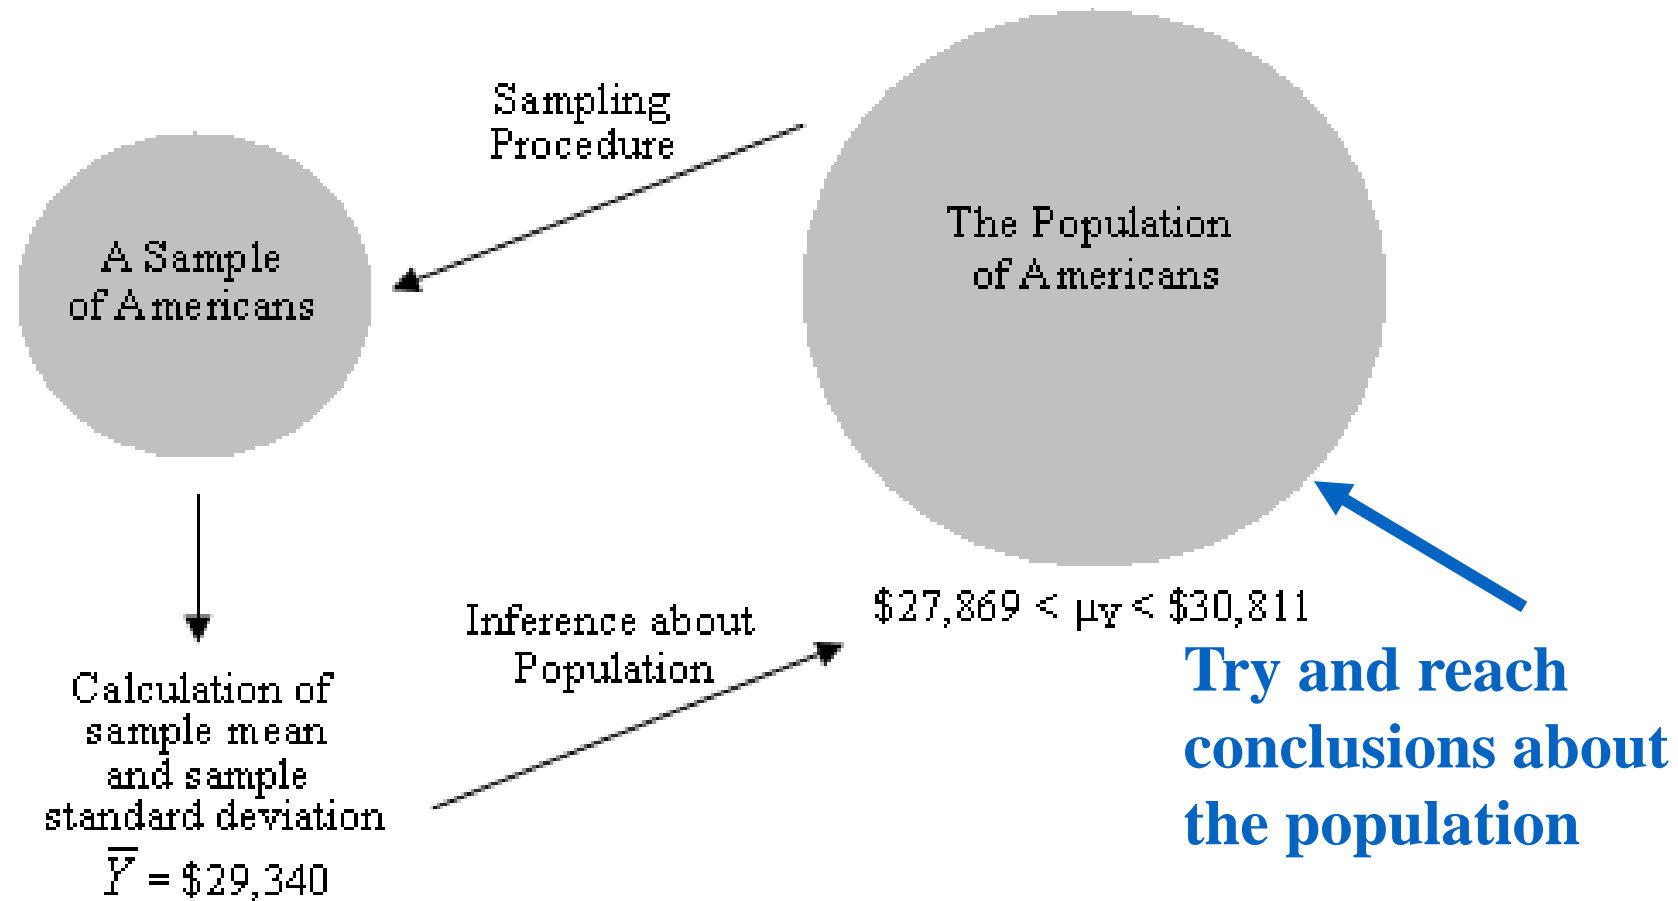 Sampling
Procedure
The Population
of Americans
A Sample
of Americans
Inference about
Population
$27,869 < μY < $30,811
Try and reach
conclusions about
the population
Calculation of
sample mean
and sample
standard deviation
Y̅ = $29,340